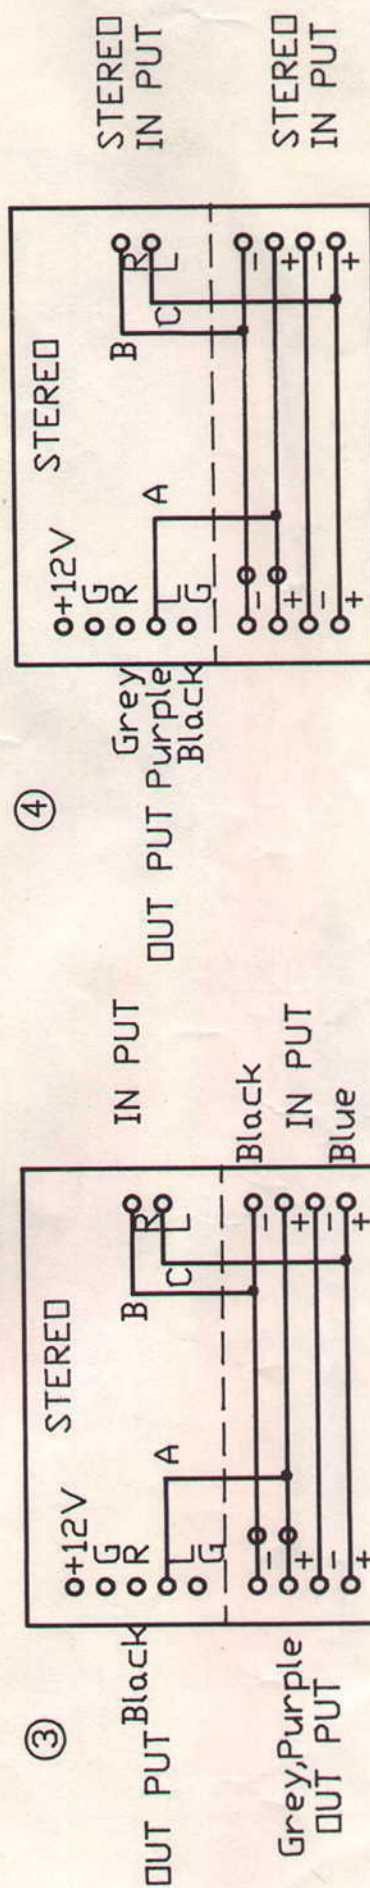 ③
STEREO
+12V
G
R
Black
L
G
OUT PUT
A
B
C
R
L
IN PUT
-
+
-
+
Grey,Purple
OUT PUT
-
+
-
+
Black
IN PUT
Blue
④
STEREO
+12V
G
R
L
G
Grey
OUT PUT Purple
Black
A
B
C
R
L
STEREO
IN PUT
-
+
-
+
-
+
-
+
STEREO
IN PUT